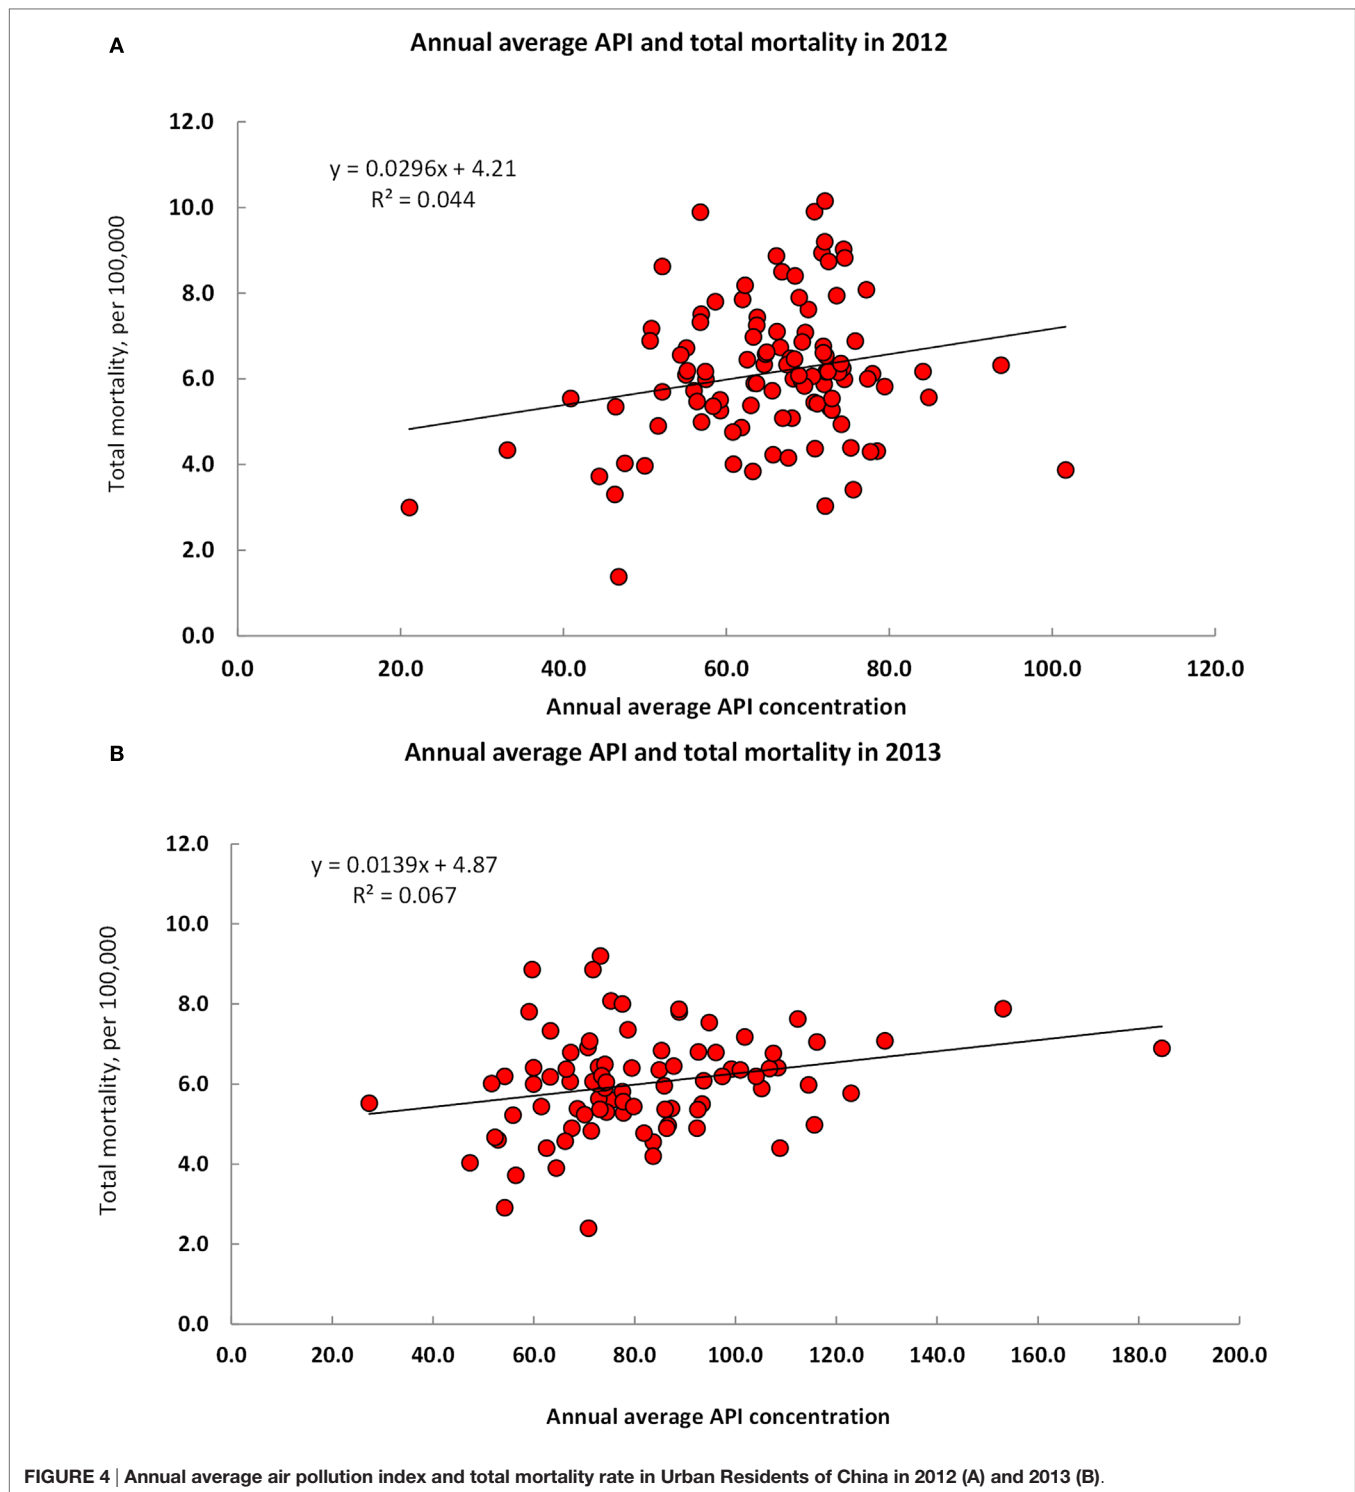 A
Annual average API and total mortality in 2012
12.0
y = 0.0296x + 4.21
R² = 0.044
10.0
8.0
6.0
4.0
2.0
0.0
Total mortality, per 100,000
0.0 20.0 40.0 60.0 80.0 100.0 120.0
Annual average API concentration
B
Annual average API and total mortality in 2013
12.0
y = 0.0139x + 4.87
R² = 0.067
10.0
8.0
6.0
4.0
2.0
0.0
Total mortality, per 100,000
0.0 20.0 40.0 60.0 80.0 100.0 120.0 140.0 160.0 180.0 200.0
Annual average API concentration
FIGURE 4 | Annual average air pollution index and total mortality rate in Urban Residents of China in 2012 (A) and 2013 (B).